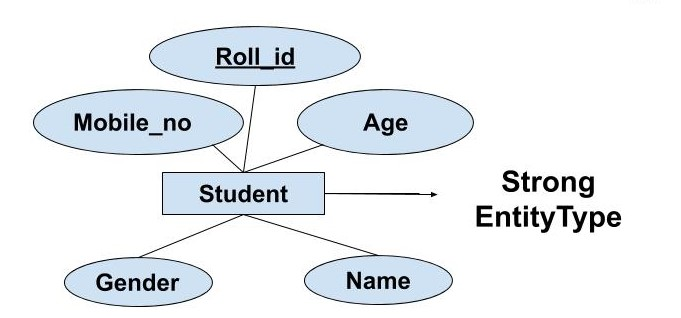 Roll_id
Mobile_no
Age
Student
Strong
EntityType
Gender
Name